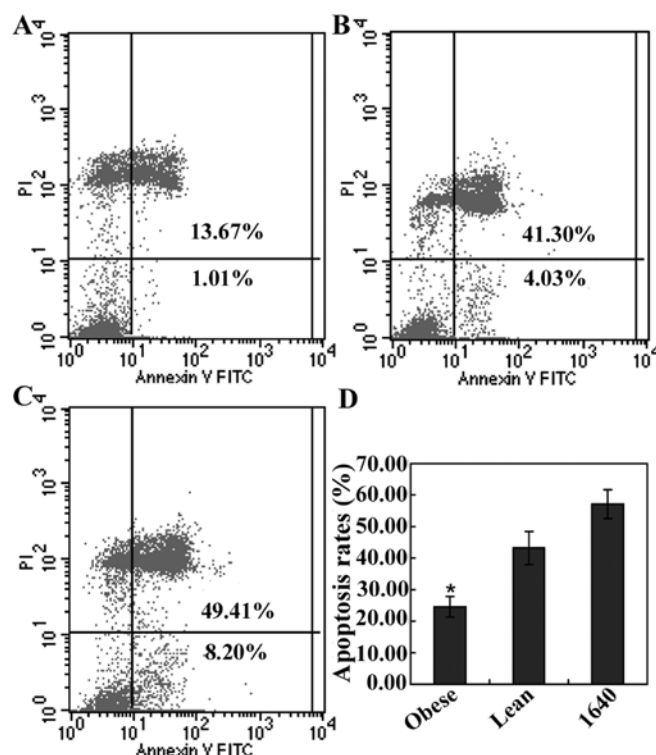 A
10^4
10^3
10^2
10^1
10^0
PI
13.67%
1.01%
10^0 10^1 10^2 10^3 10^4
Annexin V FITC
B
10^4
10^3
10^2
10^1
10^0
PI
41.30%
4.03%
10^0 10^1 10^2 10^3 10^4
Annexin V FITC
C
10^4
10^3
10^2
10^1
10^0
PI
49.41%
8.20%
10^0 10^1 10^2 10^3 10^4
Annexin V FITC
D
Apoptosis rates (%)
70.00
60.00
50.00
40.00
30.00
20.00
10.00
0.00
*
Obese Lean 1640